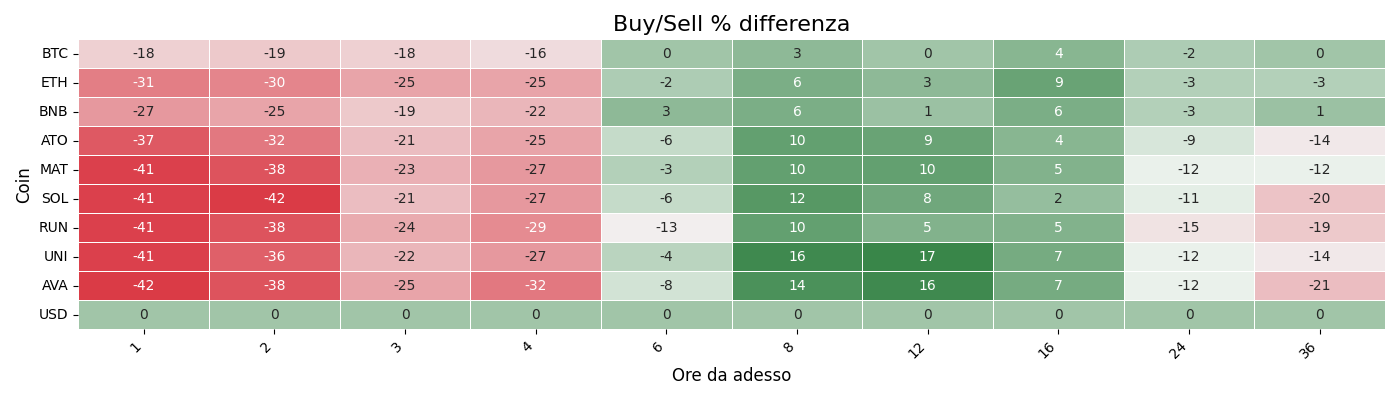 Buy/Sell % differenza
Coin
BTC -18 -19 -18 -16 0 3 0 4 -2 0
ETH -31 -30 -25 -25 -2 6 3 9 -3 -3
BNB -27 -25 -19 -22 3 6 1 6 -3 1
ATO -37 -32 -21 -25 -6 10 9 4 -9 -14
MAT -41 -38 -23 -27 -3 10 10 5 -12 -12
SOL -41 -42 -21 -27 -6 12 8 2 -11 -20
RUN -41 -38 -24 -29 -13 10 5 5 -15 -19
UNI -41 -36 -22 -27 -4 16 17 7 -12 -14
AVA -42 -38 -25 -32 -8 14 16 7 -12 -21
USD 0 0 0 0 0 0 0 0 0 0
1 2 3 4 6 8 12 16 24 36
Ore da adesso